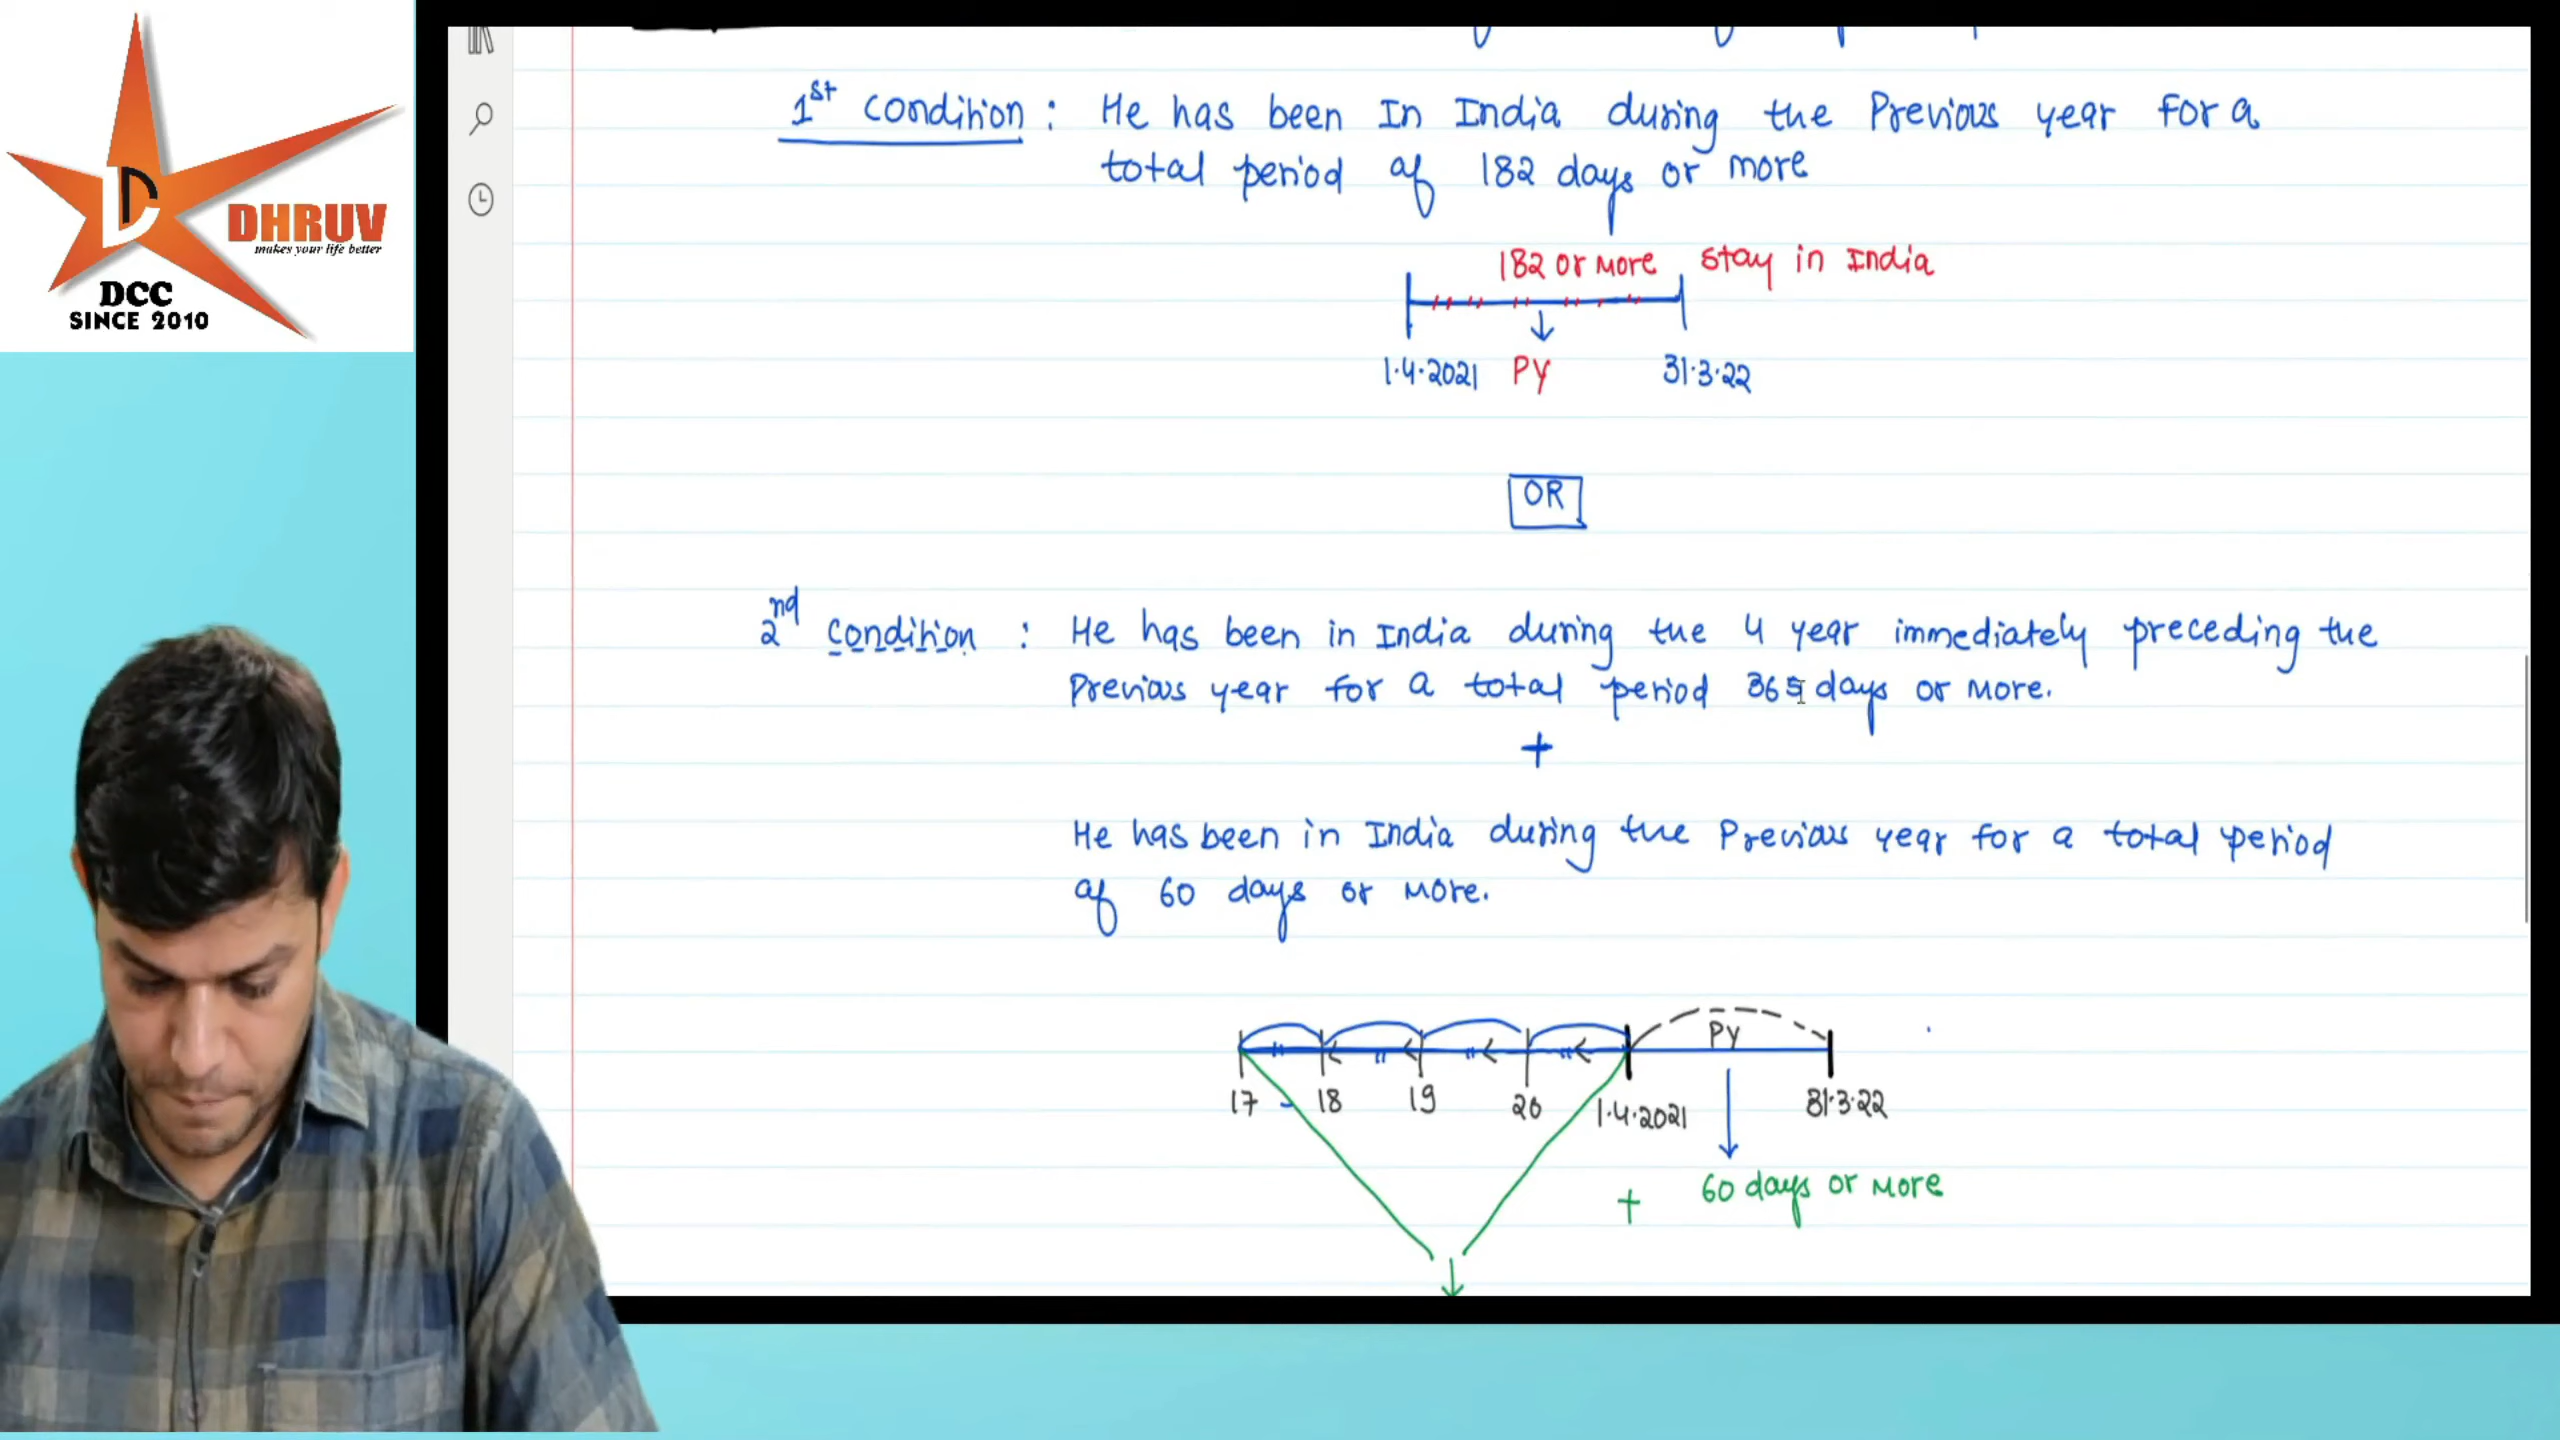 DC
DHRUV
makes your life better
DCC
SINCE 2010
1st Condition : He has been In India during the Previous year for a
total period of 182 days or more
182 or more stay in India
1.4.2021 PY 31.3.22
OR
2nd Condition : He has been in India during the 4 year immediately preceding the
Previous year for a total period 365 days or more.
+
He has been in India during the Previous year for a total period
of 60 days or more.
PY
17 18 19 20 1.4.2021 31.3.22
+ 60 days or more